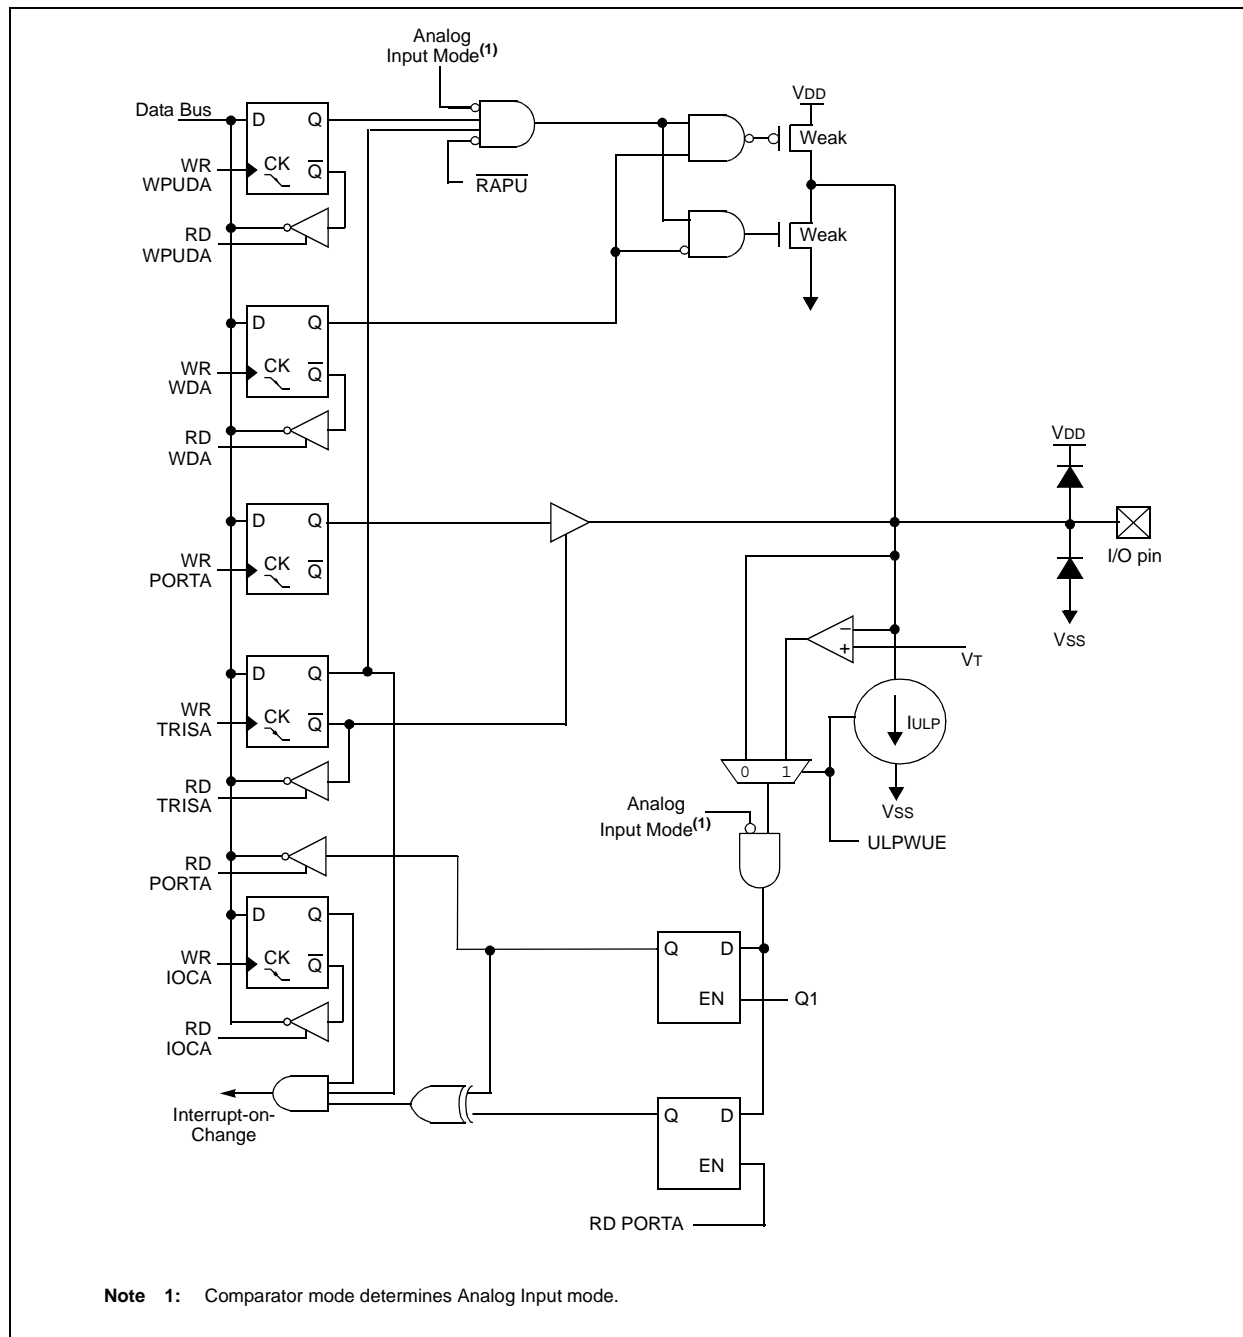 Analog
Input Mode(1)
VDD
Data Bus
D Q
Weak
WR
WPUDA
CK Q
RAPU
RD
WPUDA
Weak
D Q
WR
WDA
CK Q
RD
WDA
VDD
D Q
WR
PORTA
CK Q
I/O pin
VSS
–
+
VT
D Q
WR
TRISA
CK Q
IULP
RD
TRISA
0 1
VSS
Analog
Input Mode(1)
ULPWUE
RD
PORTA
D Q
WR
IOCA
CK Q
Q D
EN
Q1
RD
IOCA
Interrupt-on-
Change
Q D
EN
RD PORTA
Note 1: Comparator mode determines Analog Input mode.